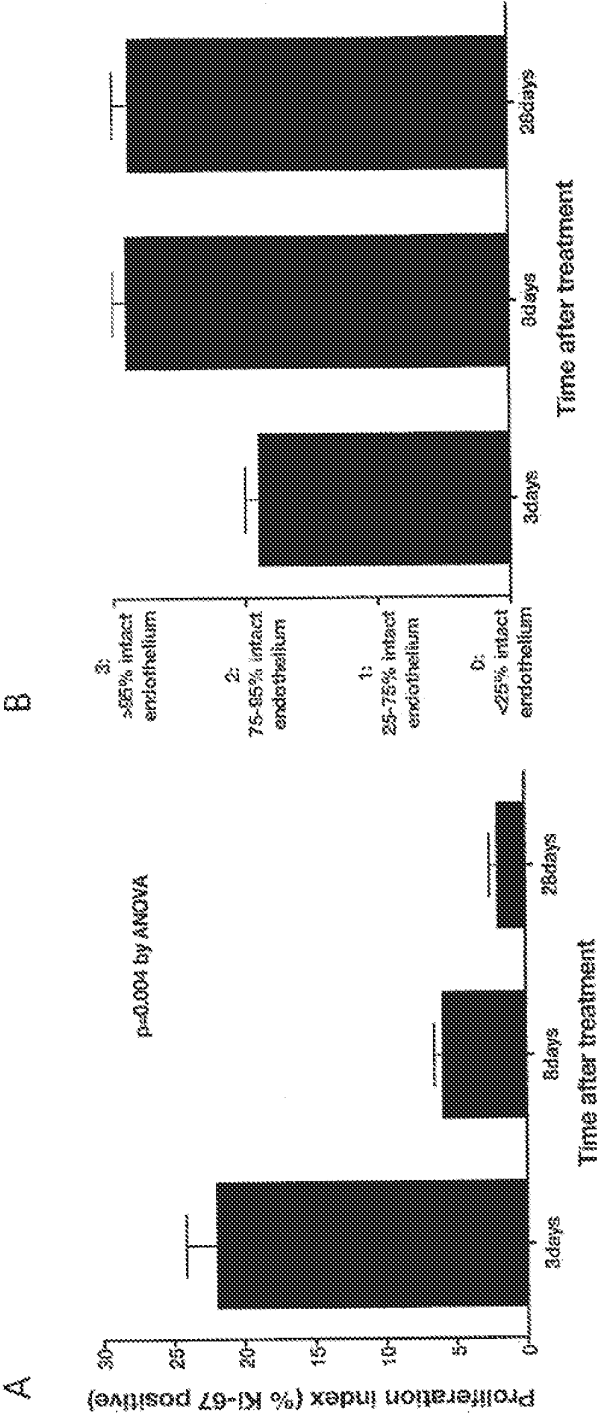 A
Proliferation index (% Ki-67 positive)
30
25
20
15
10
5
0
p=0.004 by ANOVA
3days
8days
28days
Time after treatment
B
3:
>95% intact
endothelium
2:
75-95% intact
endothelium
1:
25-75% intact
endothelium
0:
<25% intact
endothelium
3days
8days
28days
Time after treatment